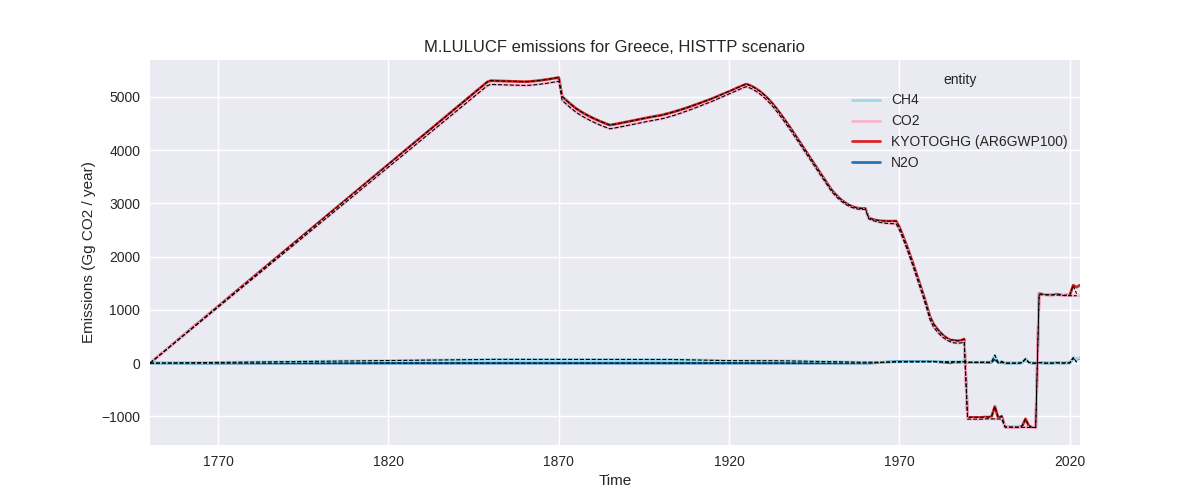 M.LULUCF emissions for Greece, HISTTP scenario
Emissions (Gg CO2 / year)
5000
4000
3000
2000
1000
0
−1000
entity
CH4
CO2
KYOTOGHG (AR6GWP100)
N2O
1770 1820 1870 1920 1970 2020
Time